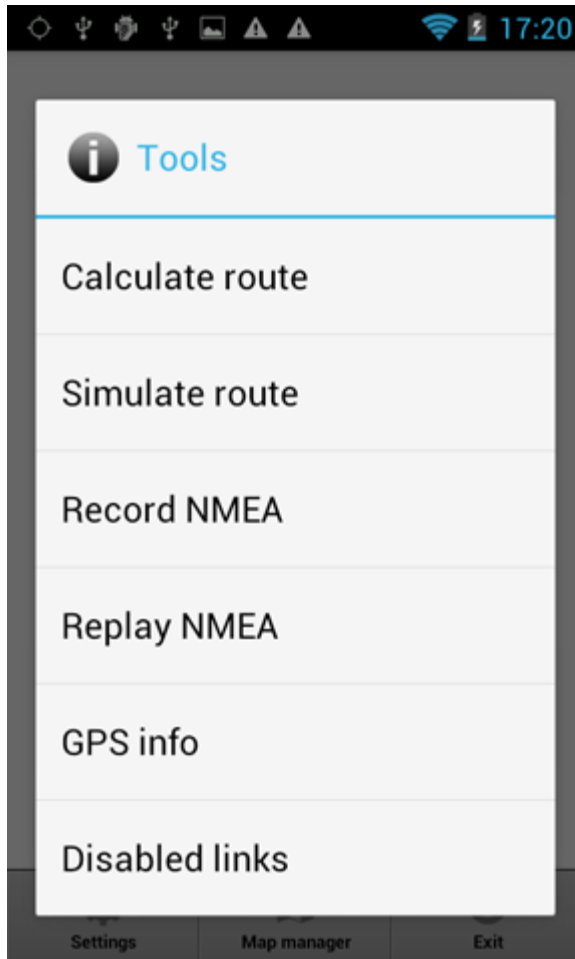 17:20
Tools
Calculate route
Simulate route
Record NMEA
Replay NMEA
GPS info
Disabled links
Settings Map manager Exit